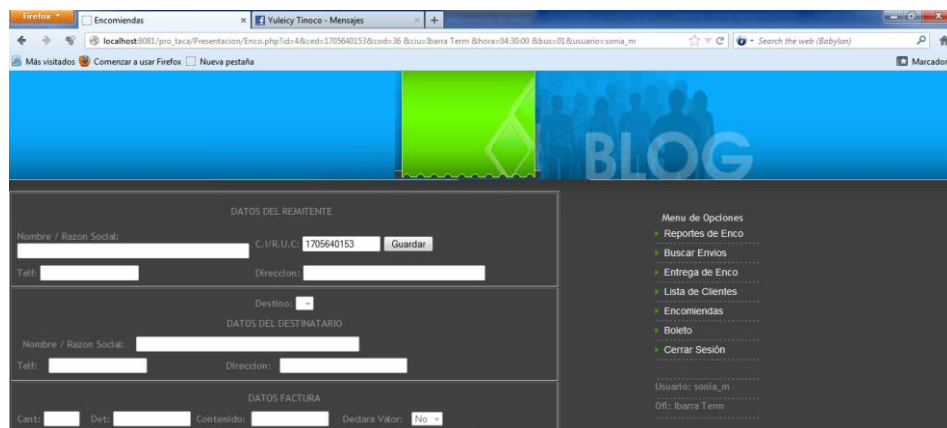 Firefox
Encomiendas
Yuleicy Tinoco - Mensajes
localhost:8081/pro_taca/Presentacion/Enco.php?id=4&ced=1705640153&cod=36 &ciu=Ibarra Term &hora=04:30:00 &bus=01&usuario=sonia_m
Search the web (Babylon)
Más visitados
Comenzar a usar Firefox
Nueva pestaña
Marcador
BLOG
DATOS DEL REMITENTE
Nombre / Razon Social:
C.I/R.U.C: 1705640153 Guardar
Telf:
Direccion:
Destino:
DATOS DEL DESTINATARIO
Nombre / Razon Social:
Telf:
Direccion:
DATOS FACTURA
Cant:
Det:
Contenido:
Declara Valor: No
Menu de Opciones
Reportes de Enco
Buscar Envios
Entrega de Enco
Lista de Clientes
Encomiendas
Boleto
Cerrar Sesión
Usuario: sonia_m
Ofi: Ibarra Term